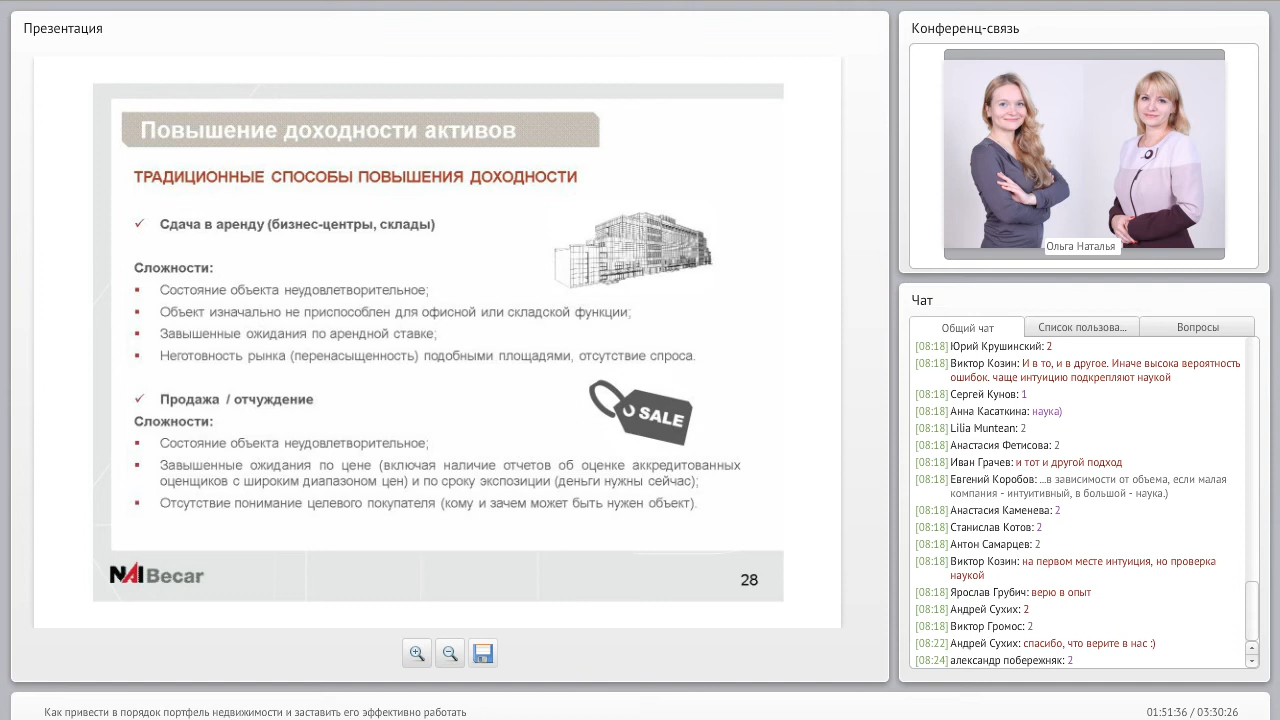 Презентация
Повышение доходности активов
ТРАДИЦИОННЫЕ СПОСОБЫ ПОВЫШЕНИЯ ДОХОДНОСТИ
Сдача в аренду (бизнес-центры, склады)
Сложности:
Состояние объекта неудовлетворительное;
Объект изначально не приспособлен для офисной или складской функции;
Завышенные ожидания по арендной ставке;
Неготовность рынка (перенасыщенность) подобными площадями, отсутствие спроса.
Продажа / отчуждение
SALE
Сложности:
Состояние объекта неудовлетворительное;
Завышенные ожидания по цене (включая наличие отчетов об оценке аккредитованных
оценщиков с широким диапазоном цен) и по сроку экспозиции (деньги нужны сейчас);
Отсутствие понимание целевого покупателя (кому и зачем может быть нужен объект).
NAI Becar
28
Конференц-связь
Ольга Наталья
Чат
Общий чат
Список пользова...
Вопросы
[08:18] Юрий Крушинский: 2
[08:18] Виктор Козин: И в то, и в другое. Иначе высока вероятность
ошибок. чаще интуицию подкрепляют наукой
[08:18] Сергей Кунов: 1
[08:18] Анна Касаткина: наука)
[08:18] Lilia Muntean: 2
[08:18] Анастасия Фетисова: 2
[08:18] Иван Грачев: и тот и другой подход
[08:18] Евгений Коробов: ...в зависимости от объема, если малая
компания - интуитивный, в большой - наука.)
[08:18] Анастасия Каменева: 2
[08:18] Станислав Котов: 2
[08:18] Антон Самарцев: 2
[08:18] Виктор Козин: на первом месте интуиция, но проверка
наукой
[08:18] Ярослав Грубич: верю в опыт
[08:18] Андрей Сухих: 2
[08:18] Виктор Громос: 2
[08:22] Андрей Сухих: спасибо, что верите в нас :)
[08:24] александр побережняк: 2
Как привести в порядок портфель недвижимости и заставить его эффективно работать
01:51:36 / 03:30:26